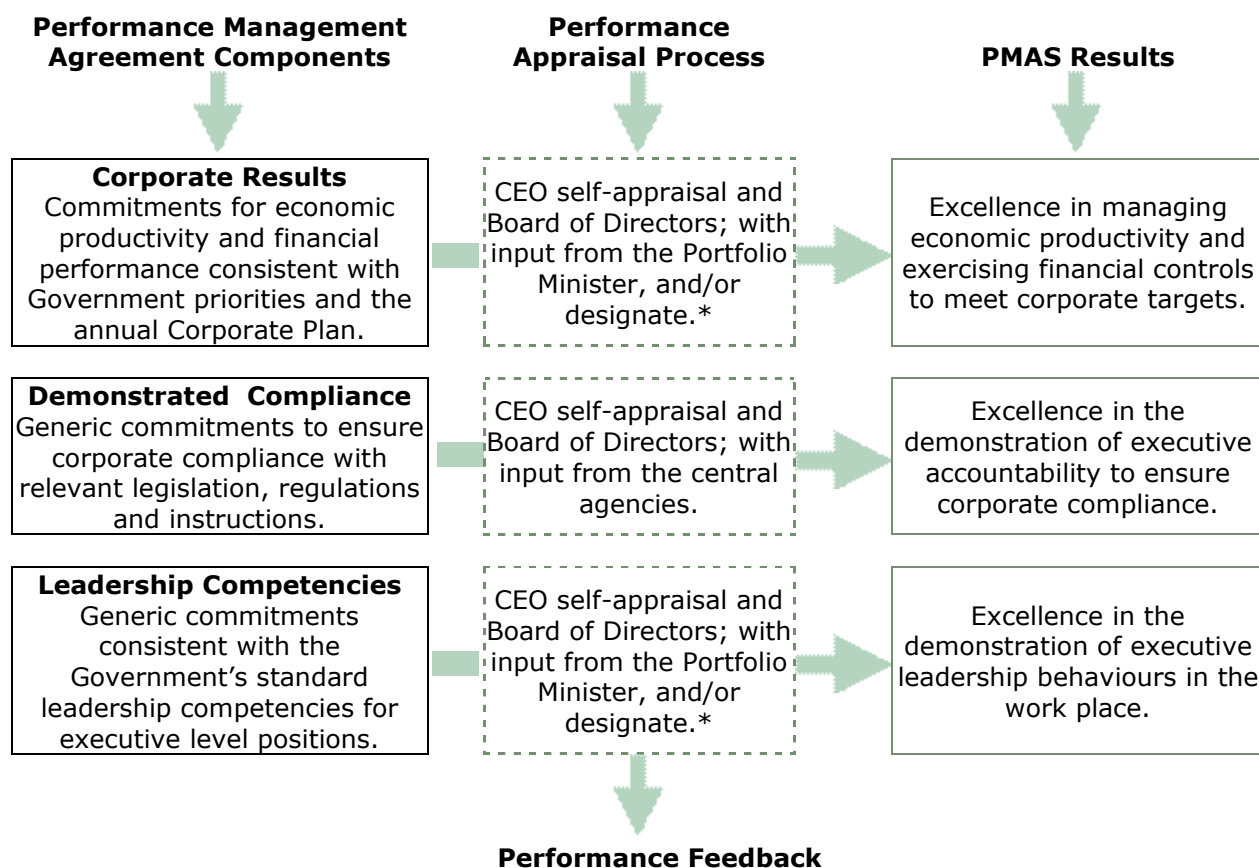 Performance Management
Agreement Components
Performance
Appraisal Process
PMAS Results
Corporate Results
Commitments for economic
productivity and financial
performance consistent with
Government priorities and the
annual Corporate Plan.
CEO self-appraisal and
Board of Directors; with
input from the Portfolio
Minister, and/or
designate.*
Excellence in managing
economic productivity and
exercising financial controls
to meet corporate targets.
Demonstrated Compliance
Generic commitments to ensure
corporate compliance with
relevant legislation, regulations
and instructions.
CEO self-appraisal and
Board of Directors; with
input from the central
agencies.
Excellence in the
demonstration of executive
accountability to ensure
corporate compliance.
Leadership Competencies
Generic commitments
consistent with the
Government’s standard
leadership competencies for
executive level positions.
CEO self-appraisal and
Board of Directors; with
input from the Portfolio
Minister, and/or
designate.*
Excellence in the
demonstration of executive
leadership behaviours in the
work place.
Performance Feedback